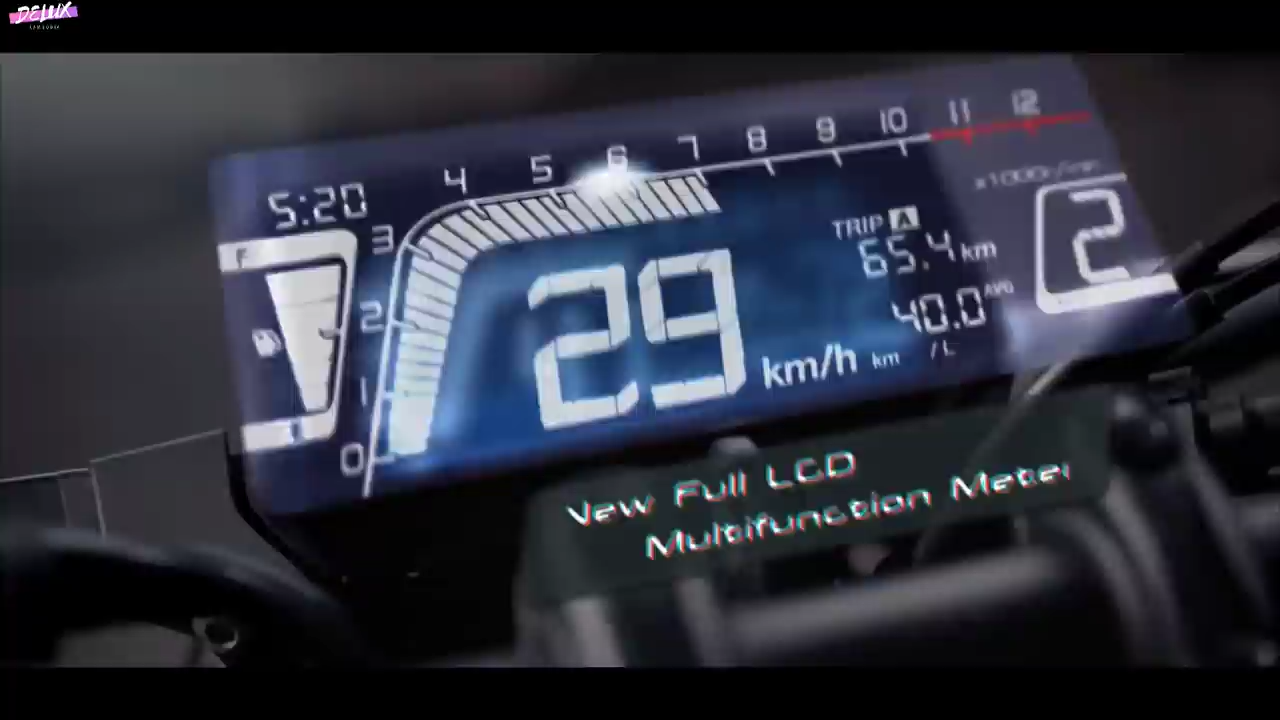 DELUX
4 5 6 7 8 9 10 11 12
x1000r/min
5:20
F
3
2
1
0
29
km/h
TRIP A
65.4 km
40.0 AVG
km /L
2
New Full LCD
Multifunction Meter